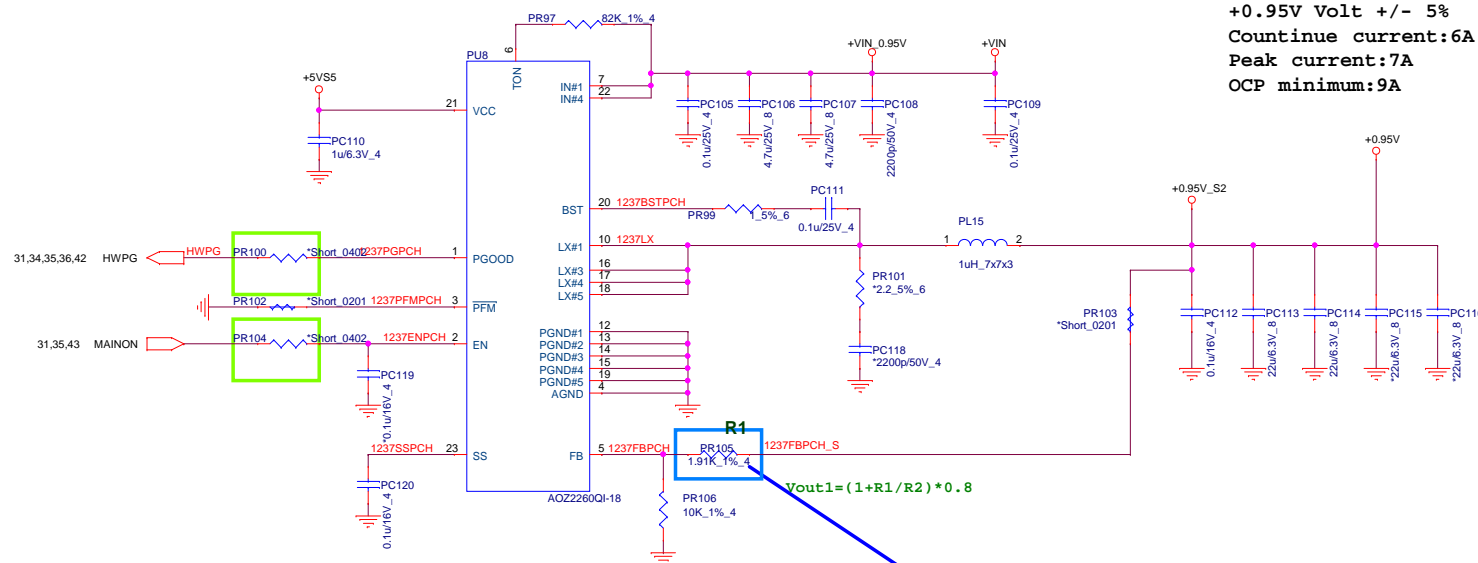 +0.95V Volt +/- 5%
Countinue current:6A
Peak current:7A
OCP minimum:9A
PR97
82K_1%_4
6
PU8
TON
+VIN_0.95V
+VIN
+5VS5
21
VCC
IN#1
7
IN#4
22
PC105
0.1u/25V_4
PC106
4.7u/25V_8
PC107
4.7u/25V_8
PC108
2200p/50V_4
PC109
0.1u/25V_4
PC110
1u/6.3V_4
+0.95V
+0.95V_S2
BST
20
1237BSTPCH
PR99
1_5%_6
PC111
0.1u/25V_4
PL15
LX#1
10
1237LX
1
2
1uH_7x7x3
31,34,35,36,42
HWPG
HWPG
PR100
*Short_0402
1237PGPCH
1
PGOOD
LX#3
16
LX#4
17
LX#5
18
PR101
*2.2_5%_6
PR102
*Short_0201
1237PFMPCH
3
PFM
PR103
*Short_0201
PC112
0.1u/16V_4
PC113
22u/6.3V_8
PC114
22u/6.3V_8
PC115
*22u/6.3V_8
*22u/6.3V_8
31,35,43
MAINON
PR104
*Short_0402
1237ENPCH
2
EN
PGND#1
12
PGND#2
13
PGND#3
14
PGND#4
15
PGND#5
19
AGND
4
PC118
*2200p/50V_4
PC119
*0.1u/16V_4
R1
1237SSPCH
23
SS
FB
5
1237FBPCH
PR105
1.91K_1%_4
1237FBPCH_S
PC120
0.1u/16V_4
AOZ2260QI-18
PR106
10K_1%_4
Vout1=(1+R1/R2)*0.8